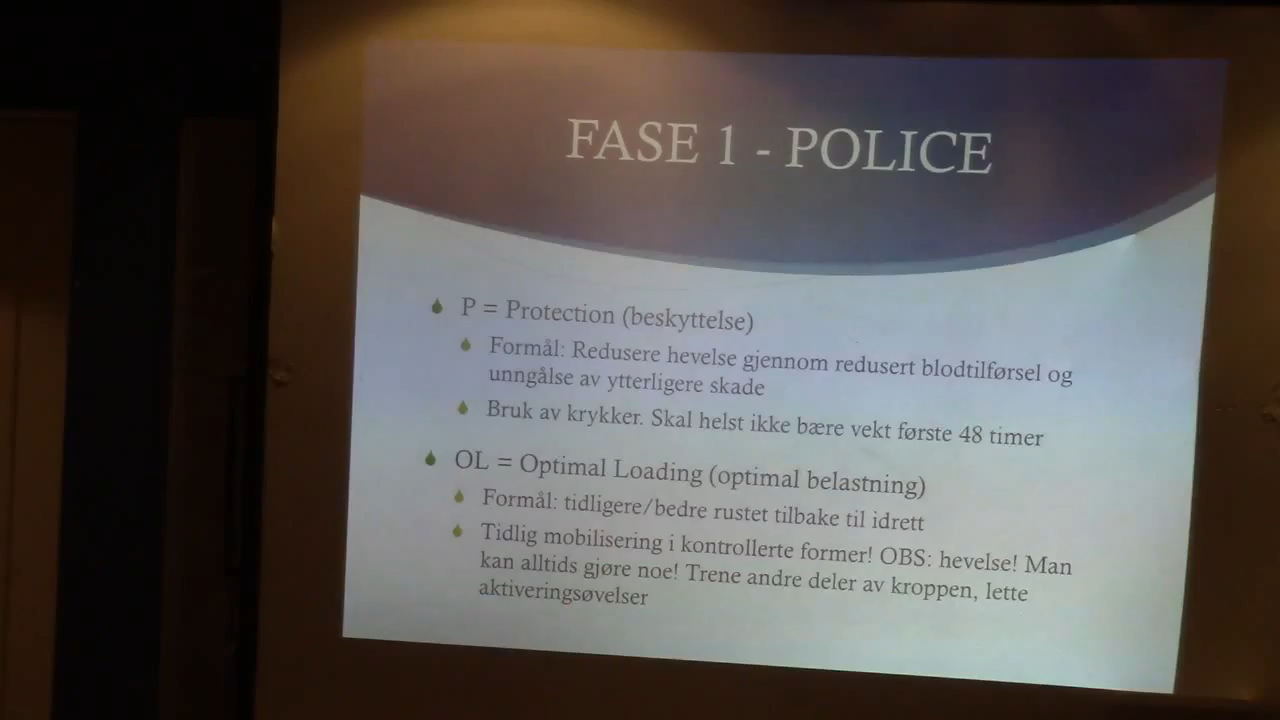 FASE 1 - POLICE
P = Protection (beskyttelse)
Formål: Redusere hevelse gjennom redusert blodtilførsel og
unngålse av ytterligere skade
Bruk av krykker. Skal helst ikke bære vekt første 48 timer
OL = Optimal Loading (optimal belastning)
Formål: tidligere/bedre rustet tilbake til idrett
Tidlig mobilisering i kontrollerte former! OBS: hevelse! Man
kan alltids gjøre noe! Trene andre deler av kroppen, lette
aktiveringsøvelser